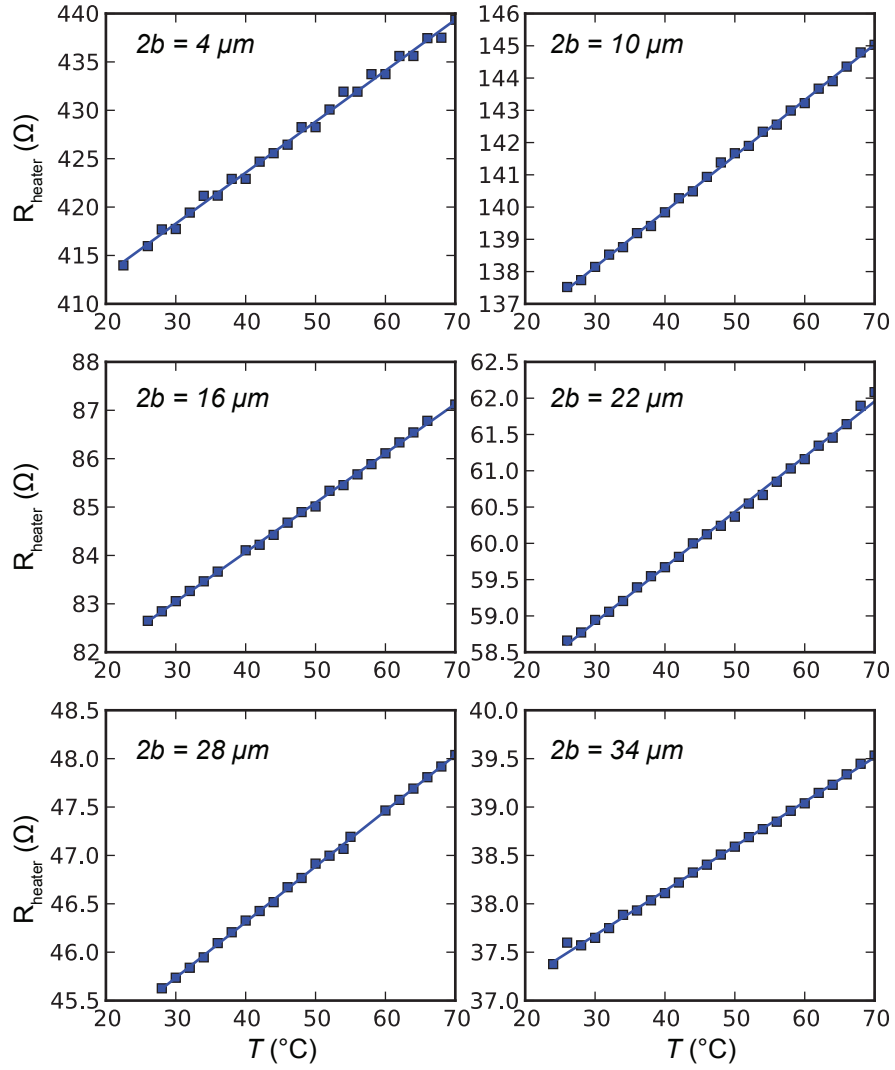 2b = 4 µm
R_heater (Ω)
440
435
430
425
420
415
410
20 30 40 50 60 70
2b = 10 µm
146
145
144
143
142
141
140
139
138
137
20 30 40 50 60 70
2b = 16 µm
R_heater (Ω)
88
87
86
85
84
83
82
20 30 40 50 60 70
2b = 22 µm
62.5
62.0
61.5
61.0
60.5
60.0
59.5
59.0
58.5
20 30 40 50 60 70
2b = 28 µm
R_heater (Ω)
48.5
48.0
47.5
47.0
46.5
46.0
45.5
20 30 40 50 60 70
T (°C)
2b = 34 µm
40.0
39.5
39.0
38.5
38.0
37.5
37.0
20 30 40 50 60 70
T (°C)